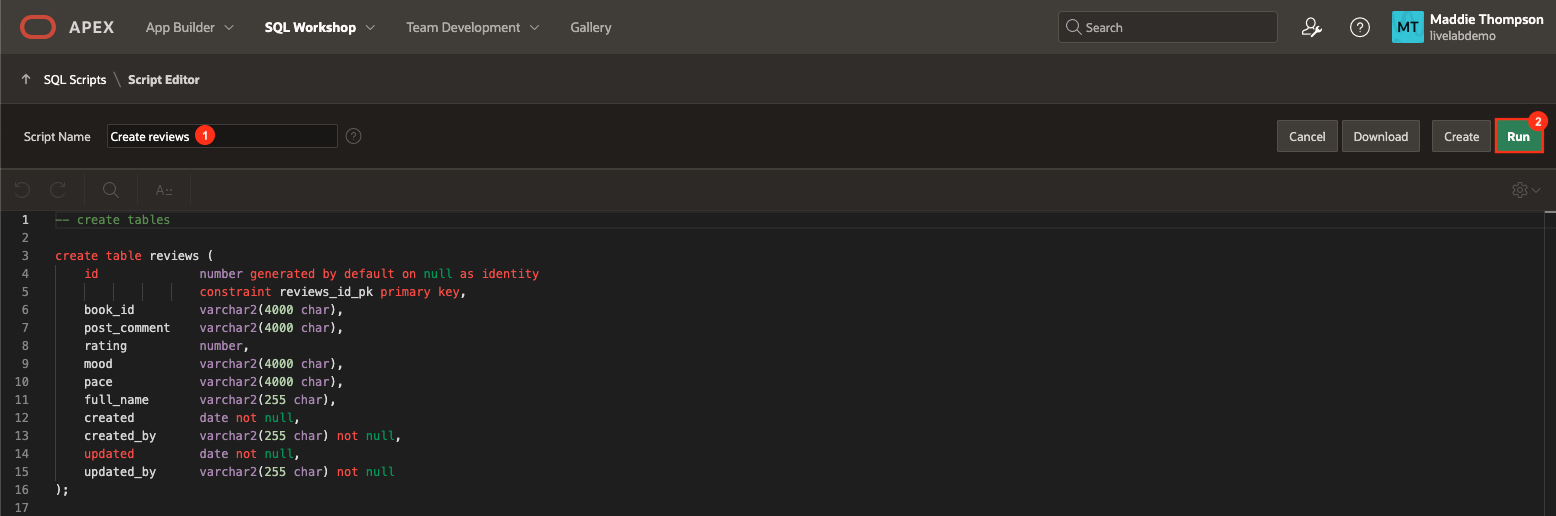 APEX App Builder SQL Workshop Team Development Gallery Search ? MT Maddie Thompson
livelabdemo
↑ SQL Scripts \ Script Editor
Script Name Create reviews 1 ? Cancel Download Create Run 2
A::
1 -- create tables
2
3 create table reviews (
4     id              number generated by default on null as identity
5                     constraint reviews_id_pk primary key,
6     book_id         varchar2(4000 char),
7     post_comment    varchar2(4000 char),
8     rating          number,
9     mood            varchar2(4000 char),
10     pace            varchar2(4000 char),
11     full_name       varchar2(255 char),
12     created         date not null,
13     created_by      varchar2(255 char) not null,
14     updated         date not null,
15     updated_by      varchar2(255 char) not null
16 );
17